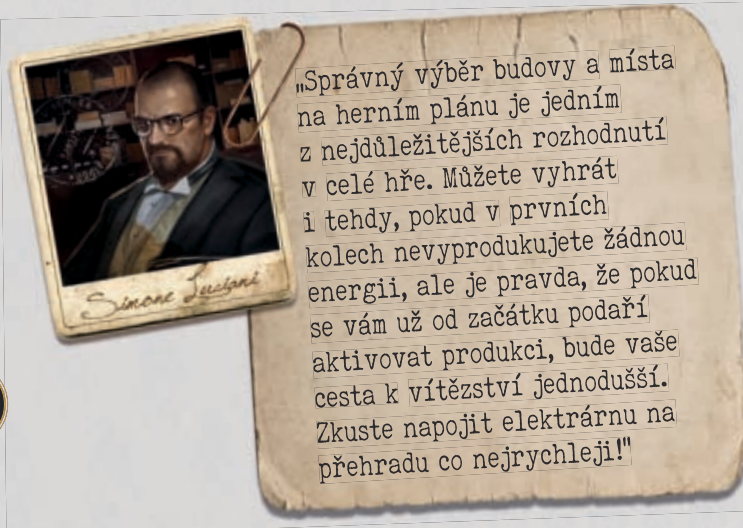 „Správný výběr budovy a místa
na herním plánu je jedním
z nejdůležitějších rozhodnutí
v celé hře. Můžete vyhrát
i tehdy, pokud v prvních
kolech nevyprodukujete žádnou
energii, ale je pravda, že pokud
se vám už od začátku podaří
aktivovat produkci, bude vaše
cesta k vítězství jednodušší.
Zkuste napojit elektrárnu na
přehradu co nejrychleji!"
Simone Luciani